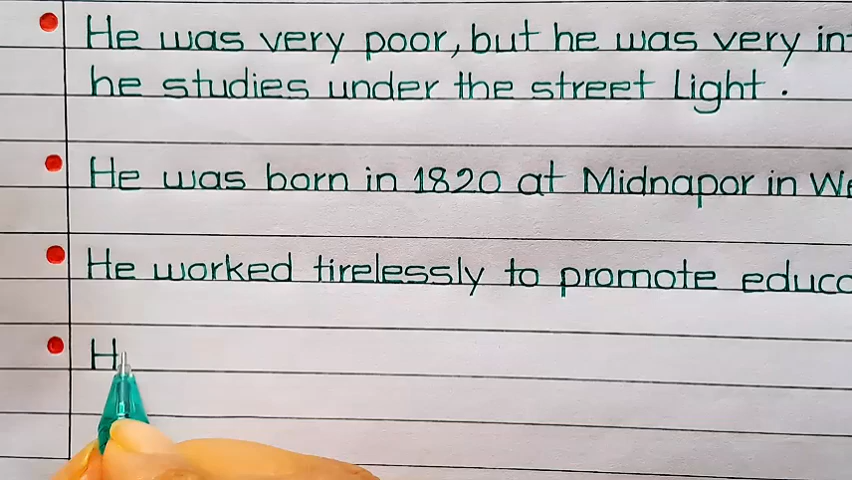 He was very poor, but he was very
he studies under the street light .
He was born in 1820 at Midnapor in
He worked tirelessly to promote
H